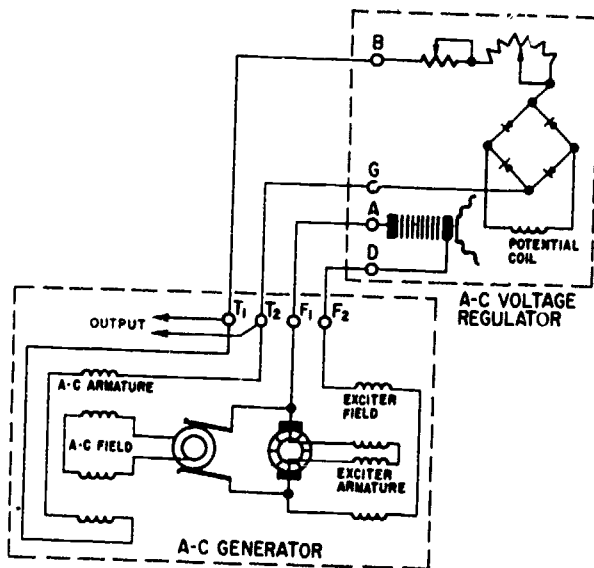 B
G
A
D
POTENTIAL
COIL
A-C VOLTAGE
REGULATOR
T1 T2 F1 F2
OUTPUT
A-C ARMATURE
A-C FIELD
EXCITER
FIELD
EXCITER
ARMATURE
A-C GENERATOR